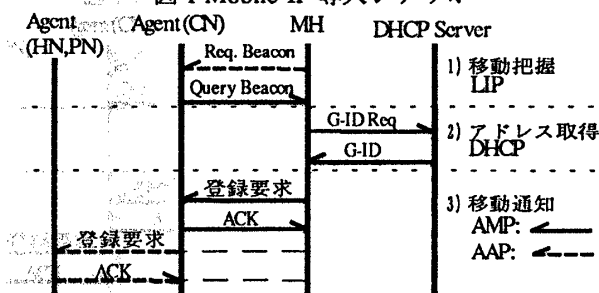 Mobile IP
Agent (HN,PN)
Agent (CN)
MH
DHCP Server
Req. Beacon
Query Beacon
1) 移動把握
LIP
G-ID Req
G-ID
2) アドレス取得
DHCP
登録要求
ACK
3) 移動通知
AMP:
AAP:
登録要求
ACK